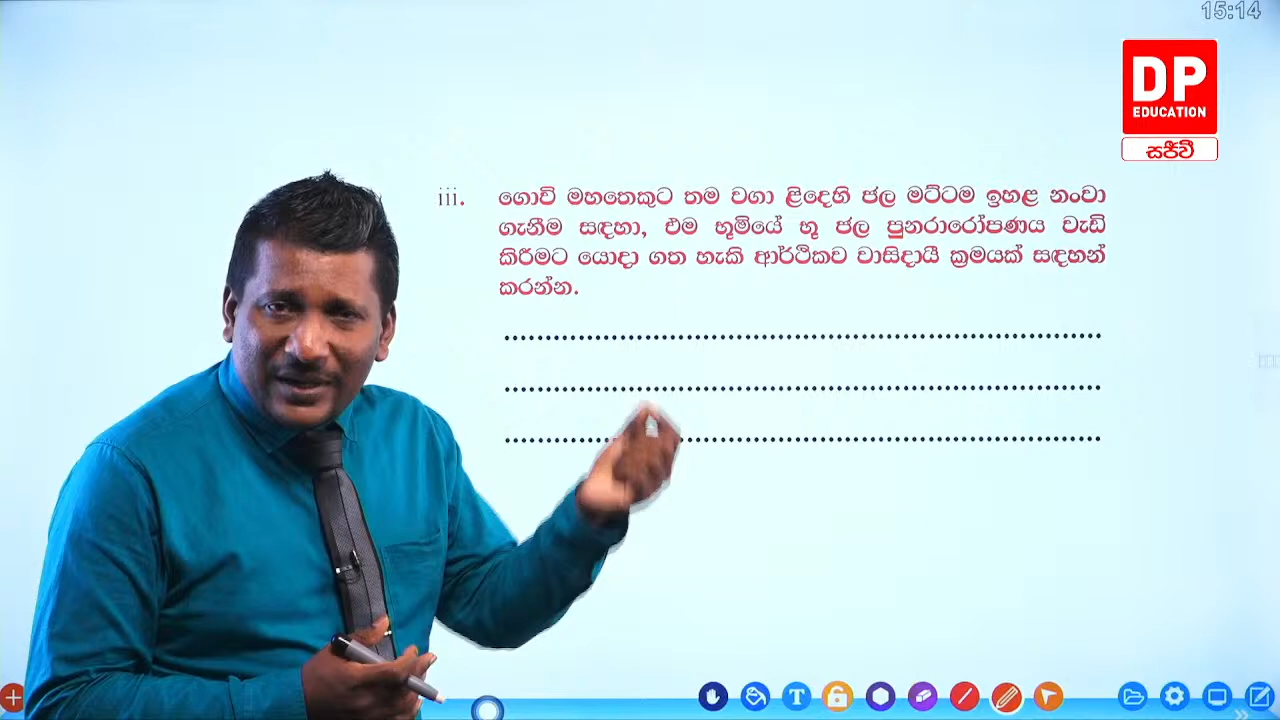 15:14
DP
EDUCATION
සජීවී
iii. ගොවි මහතෙකුට තම වගා ළිඳෙහි ජල මට්ටම ඉහළ නංවා
ගැනීම සඳහා, එම භූමියේ භූ ජල පුනරාරෝපණය වැඩි
කිරීමට යොදා ගත හැකි ආර්ථිකව වාසිදායී ක්‍රමයක් සඳහන්
කරන්න.